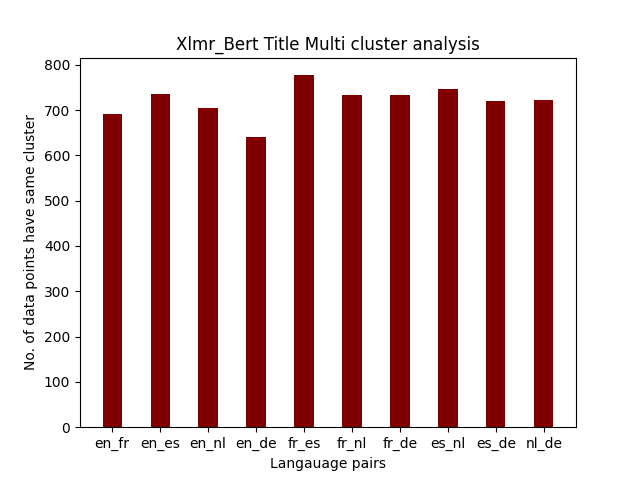 Xlmr_Bert Title Multi cluster analysis
No. of data points have same cluster
800
700
600
500
400
300
200
100
0
en_fr en_es en_nl en_de fr_es fr_nl fr_de es_nl es_de nl_de
Langauage pairs